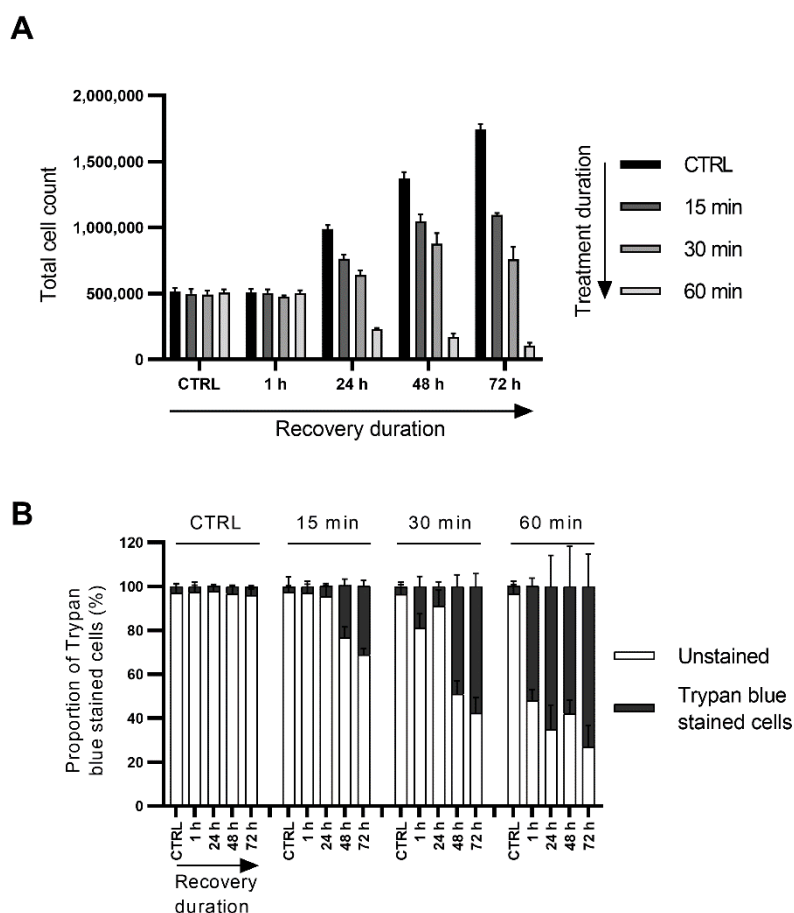 A
2,000,000
1,500,000
1,000,000
500,000
0
Total cell count
CTRL
1 h
24 h
48 h
72 h
Recovery duration
Treatment duration
CTRL
15 min
30 min
60 min
B
CTRL
15 min
30 min
60 min
120
100
80
60
40
20
0
Proportion of Trypan
blue stained cells (%)
CTRL
1 h
24 h
48 h
72 h
CTRL
1 h
24 h
48 h
72 h
CTRL
1 h
24 h
48 h
72 h
CTRL
1 h
24 h
48 h
72 h
Recovery
duration
Unstained
Trypan blue
stained cells